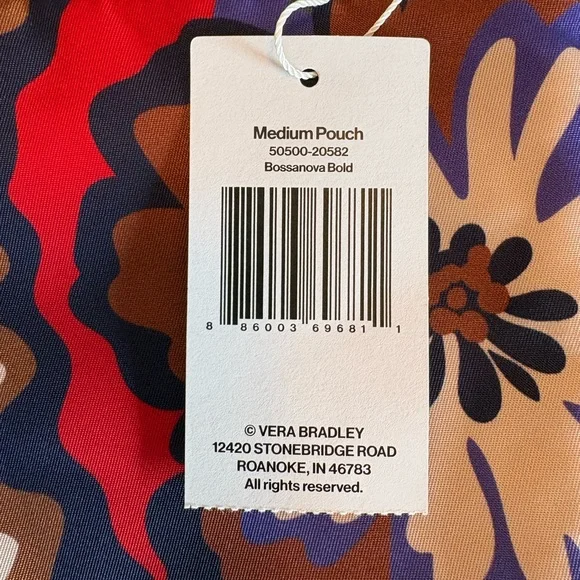 Medium Pouch
50500-20582
Bossanova Bold
8 86003 69681 1
© VERA BRADLEY
12420 STONEBRIDGE ROAD
ROANOKE, IN 46783
All rights reserved.